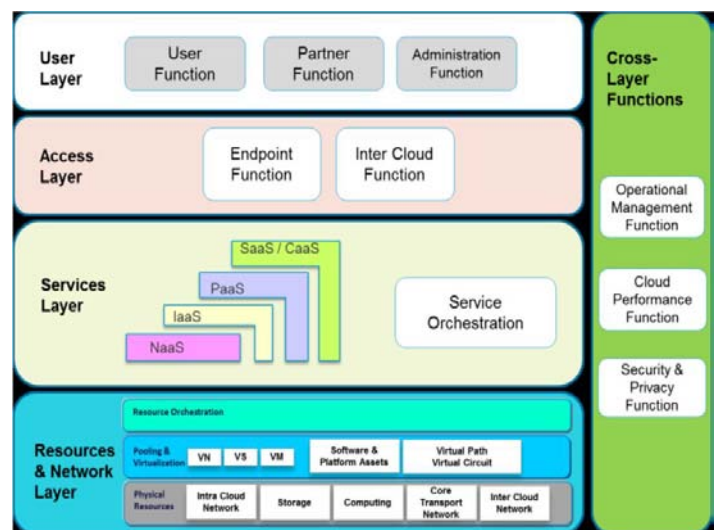 User
Layer
User
Function
Partner
Function
Administration
Function
Cross-
Layer
Functions
Access
Layer
Endpoint
Function
Inter Cloud
Function
Operational
Management
Function
Services
Layer
SaaS / CaaS
PaaS
IaaS
NaaS
Service
Orchestration
Cloud
Performance
Function
Security &
Privacy
Function
Resources
& Network
Layer
Resource Orchestration
Pooling &
Virtualization
VN
VS
VM
Software &
Platform Assets
Virtual Path
Virtual Circuit
Physical
Resources
Intra Cloud
Network
Storage
Computing
Core
Transport
Network
Inter Cloud
Network